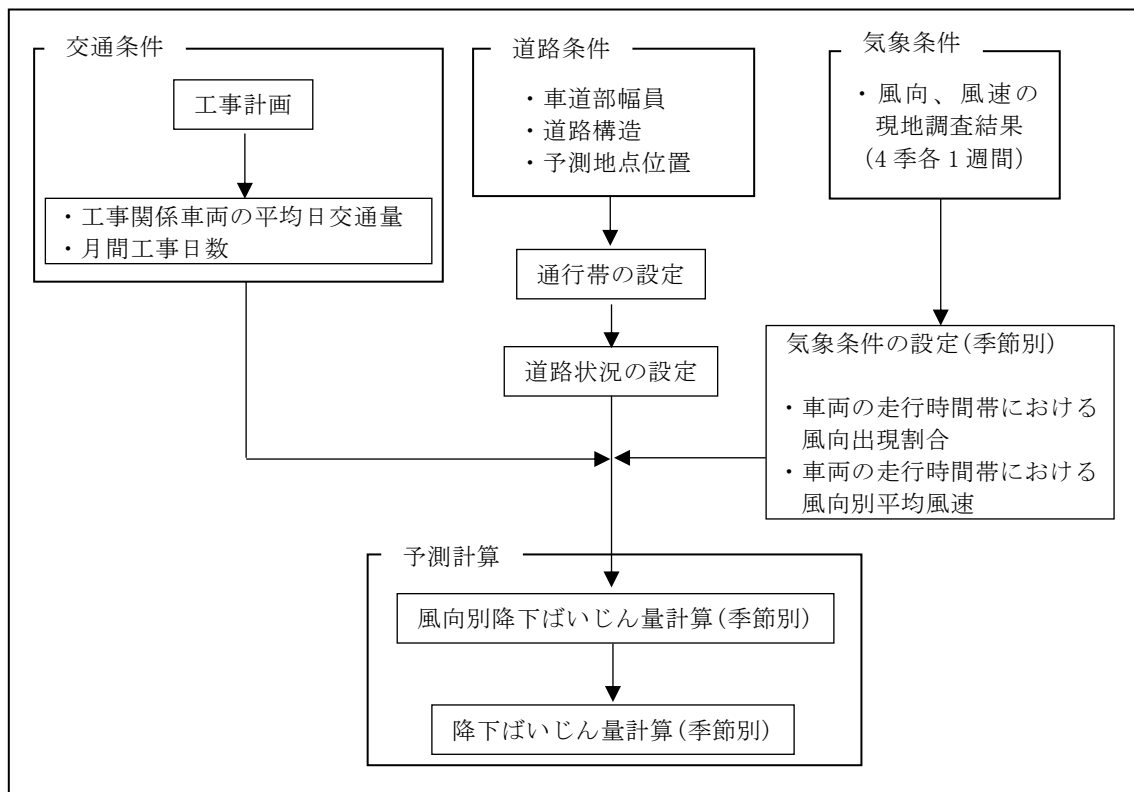 交通条件
工事計画
・工事関係車両の平均日交通量
・月間工事日数
道路条件
・車道部幅員
・道路構造
・予測地点位置
通行帯の設定
道路状況の設定
気象条件
・風向、風速の
現地調査結果
(4季各1週間)
気象条件の設定(季節別)
・車両の走行時間帯における
風向出現割合
・車両の走行時間帯における
風向別平均風速
予測計算
風向別降下ばいじん量計算(季節別)
降下ばいじん量計算(季節別)